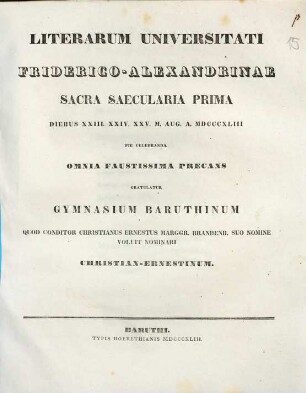 LITERARUM UNIVERSITATI
FRIDERICO-ALEXANDRINAE
SACRA SAECULARIA PRIMA
DIEBUS XXIII. XXIV. XXV. M. AUG. A. MDCCCXLIII
PIE CELEBRANDA
OMNIA FAUSTISSIMA PRECANS
GRATULATUR
GYMNASIUM BARUTHINUM
QUOD CONDITOR CHRISTIANUS ERNESTUS MARGGR. BRANDENB. SUO NOMINE
VOLUIT NOMINARI
CHRISTIAN-ERNESTINUM.
BARUTHI.
TYPIS HOERETHIANIS MDCCCXLIII.
15